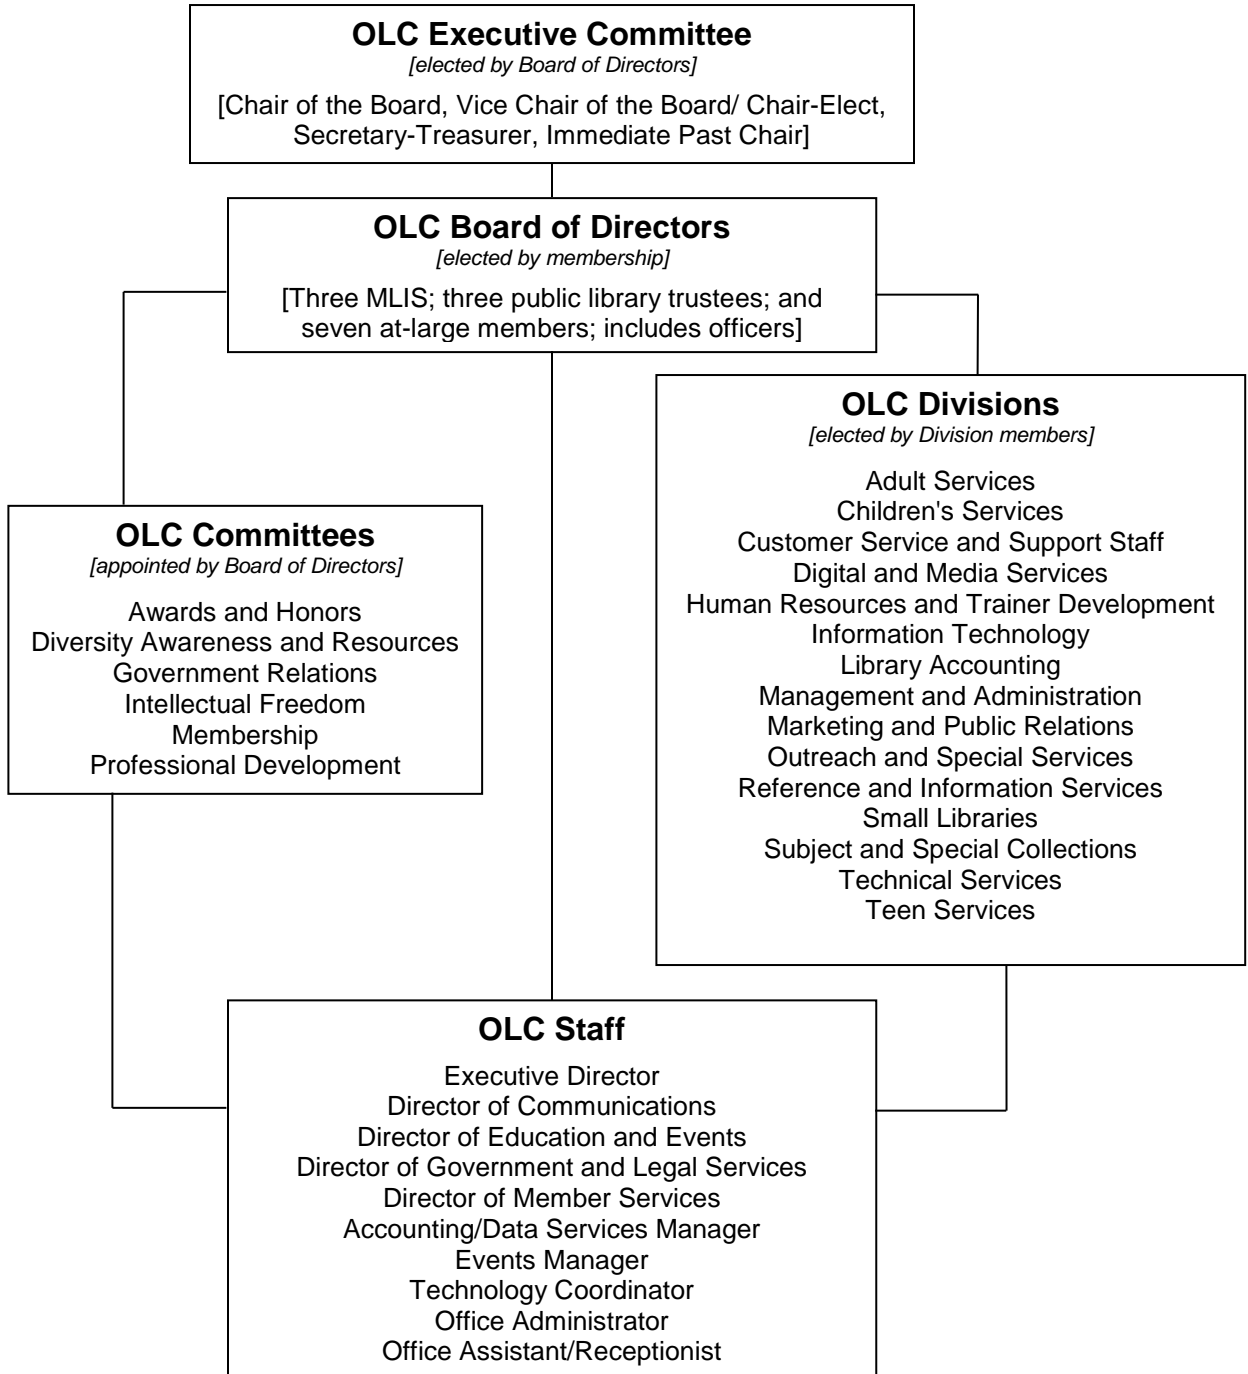 OLC Executive Committee
[elected by Board of Directors]
[Chair of the Board, Vice Chair of the Board/ Chair-Elect,
Secretary-Treasurer, Immediate Past Chair]
OLC Board of Directors
[elected by membership]
[Three MLIS; three public library trustees; and
seven at-large members; includes officers]
OLC Divisions
[elected by Division members]
Adult Services
Children's Services
Customer Service and Support Staff
Digital and Media Services
Human Resources and Trainer Development
Information Technology
Library Accounting
Management and Administration
Marketing and Public Relations
Outreach and Special Services
Reference and Information Services
Small Libraries
Subject and Special Collections
Technical Services
Teen Services
OLC Committees
[appointed by Board of Directors]
Awards and Honors
Diversity Awareness and Resources
Government Relations
Intellectual Freedom
Membership
Professional Development
OLC Staff
Executive Director
Director of Communications
Director of Education and Events
Director of Government and Legal Services
Director of Member Services
Accounting/Data Services Manager
Events Manager
Technology Coordinator
Office Administrator
Office Assistant/Receptionist